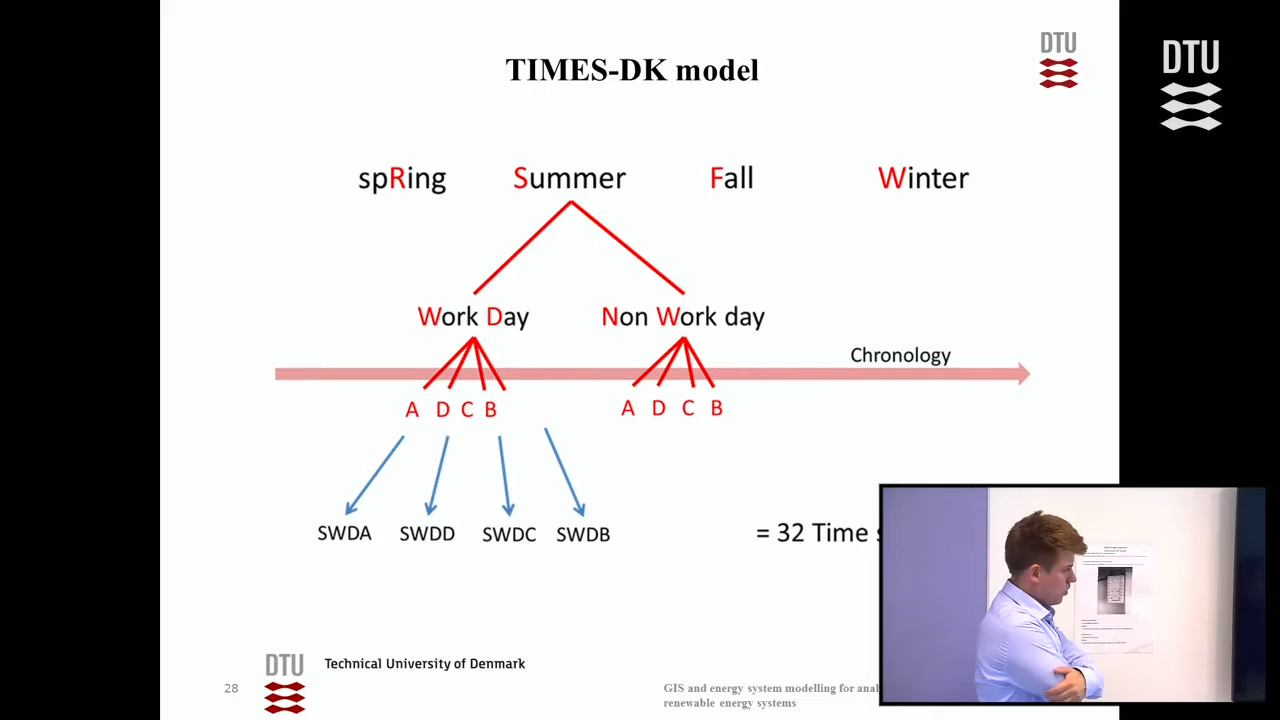 TIMES-DK model
DTU
DTU
spRing Summer Fall Winter
Work Day Non Work day
Chronology
A D C B A D C B
SWDA SWDD SWDC SWDB = 32 Time
DTU Technical University of Denmark
28
GIS and energy system modelling for
renewable energy systems